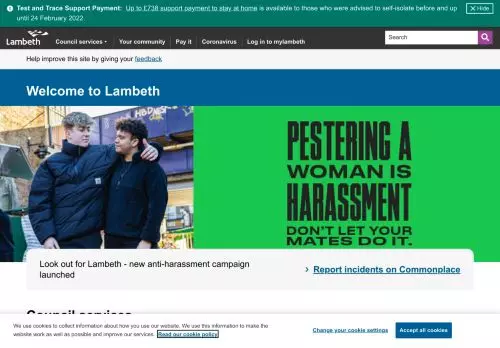 Test and Trace Support Payment: Up to £738 support payment to stay at home is available to those who were advised to self-isolate before and up
until 24 February 2022.
Hide
Lambeth
Council services
Your community
Pay it
Coronavirus
Log in to mylambeth
Search
Help improve this site by giving your feedback
Welcome to Lambeth
PESTERING A
WOMAN IS
HARASSMENT
DON'T LET YOUR
MATES DO IT.
Look out for Lambeth - new anti-harassment campaign
launched
Report incidents on Commonplace
Council services
We use cookies to collect information about how you use our website. We use this information to make the
website work as well as possible and improve our services. Read our cookie policy
Change your cookie settings
Accept all cookies